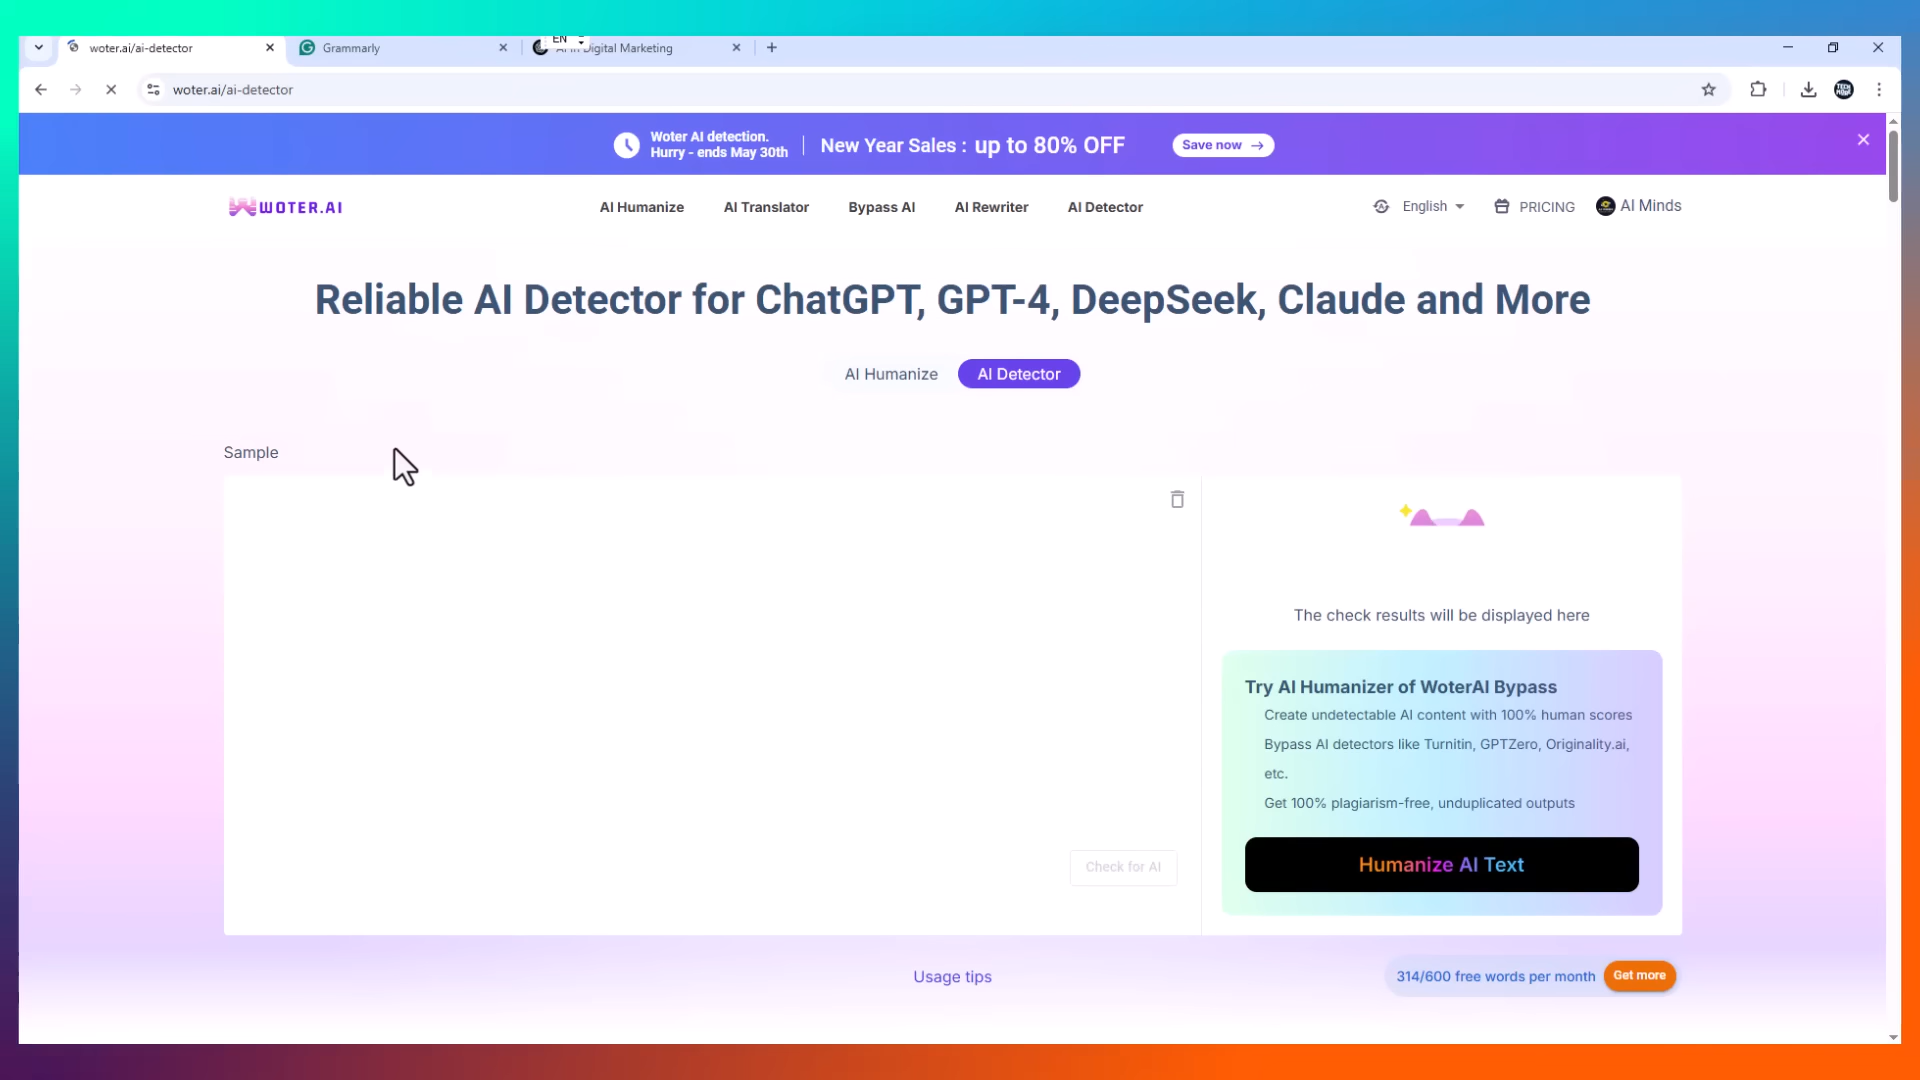 woter.ai/ai-detector
Grammarly
AI in Digital Marketing
EN
woter.ai/ai-detector
Woter AI detection.
Hurry - ends May 30th
New Year Sales : up to 80% OFF
Save now →
WOTER.AI
AI Humanize
AI Translator
Bypass AI
AI Rewriter
AI Detector
English
PRICING
AI Minds
Reliable AI Detector for ChatGPT, GPT-4, DeepSeek, Claude and More
AI Humanize
AI Detector
Sample
The check results will be displayed here
Try AI Humanizer of WoterAI Bypass
Create undetectable AI content with 100% human scores
Bypass AI detectors like Turnitin, GPTZero, Originality.ai,
etc.
Get 100% plagiarism-free, unduplicated outputs
Check for AI
Humanize AI Text
Usage tips
314/600 free words per month
Get more